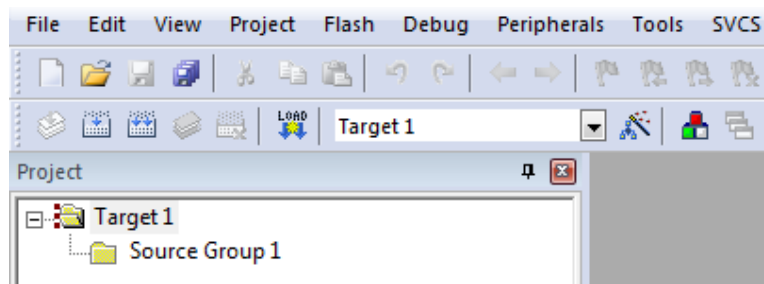 File Edit View Project Flash Debug Peripherals Tools SVCS
LOAD Target 1
Project
Target 1
Source Group 1